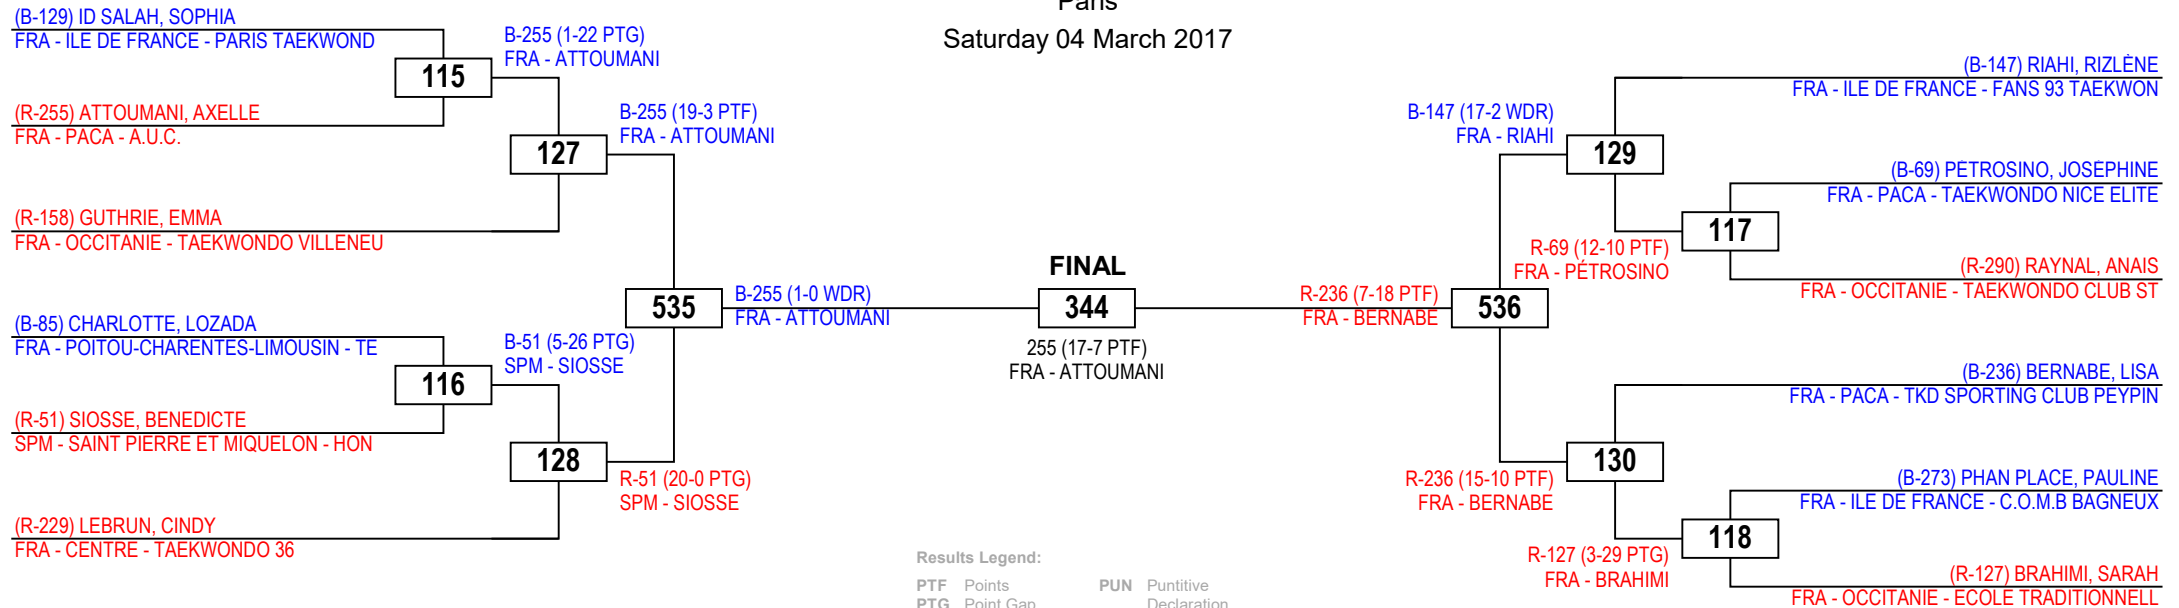 Paris
Saturday 04 March 2017
(B-129) ID SALAH, SOPHIA
FRA - ILE DE FRANCE - PARIS TAEKWOND
115
(R-255) ATTOUMANI, AXELLE
FRA - PACA - A.U.C.
B-255 (1-22 PTG)
FRA - ATTOUMANI
127
(R-158) GUTHRIE, EMMA
FRA - OCCITANIE - TAEKWONDO VILLENEU
B-255 (19-3 PTF)
FRA - ATTOUMANI
535
(B-85) CHARLOTTE, LOZADA
FRA - POITOU-CHARENTES-LIMOUSIN - TE
116
(R-51) SIOSSE, BENEDICTE
SPM - SAINT PIERRE ET MIQUELON - HON
B-51 (5-26 PTG)
SPM - SIOSSE
128
(R-229) LEBRUN, CINDY
FRA - CENTRE - TAEKWONDO 36
R-51 (20-0 PTG)
SPM - SIOSSE
B-255 (1-0 WDR)
FRA - ATTOUMANI
FINAL
344
255 (17-7 PTF)
FRA - ATTOUMANI
R-236 (7-18 PTF)
FRA - BERNABE
536
B-147 (17-2 WDR)
FRA - RIAHI
129
(B-147) RIAHI, RIZLÈNE
FRA - ILE DE FRANCE - FANS 93 TAEKWON
(B-69) PÉTROSINO, JOSÉPHINE
FRA - PACA - TAEKWONDO NICE ELITE
117
R-69 (12-10 PTF)
FRA - PÉTROSINO
(R-290) RAYNAL, ANAIS
FRA - OCCITANIE - TAEKWONDO CLUB ST
(B-236) BERNABE, LISA
FRA - PACA - TKD SPORTING CLUB PEYPIN
130
R-236 (15-10 PTF)
FRA - BERNABE
(B-273) PHAN PLACE, PAULINE
FRA - ILE DE FRANCE - C.O.M.B BAGNEUX
118
R-127 (3-29 PTG)
FRA - BRAHIMI
(R-127) BRAHIMI, SARAH
FRA - OCCITANIE - ECOLE TRADITIONNELL
Results Legend:
PTF Points PUN Puntitive
PTG Point Gap Declaration